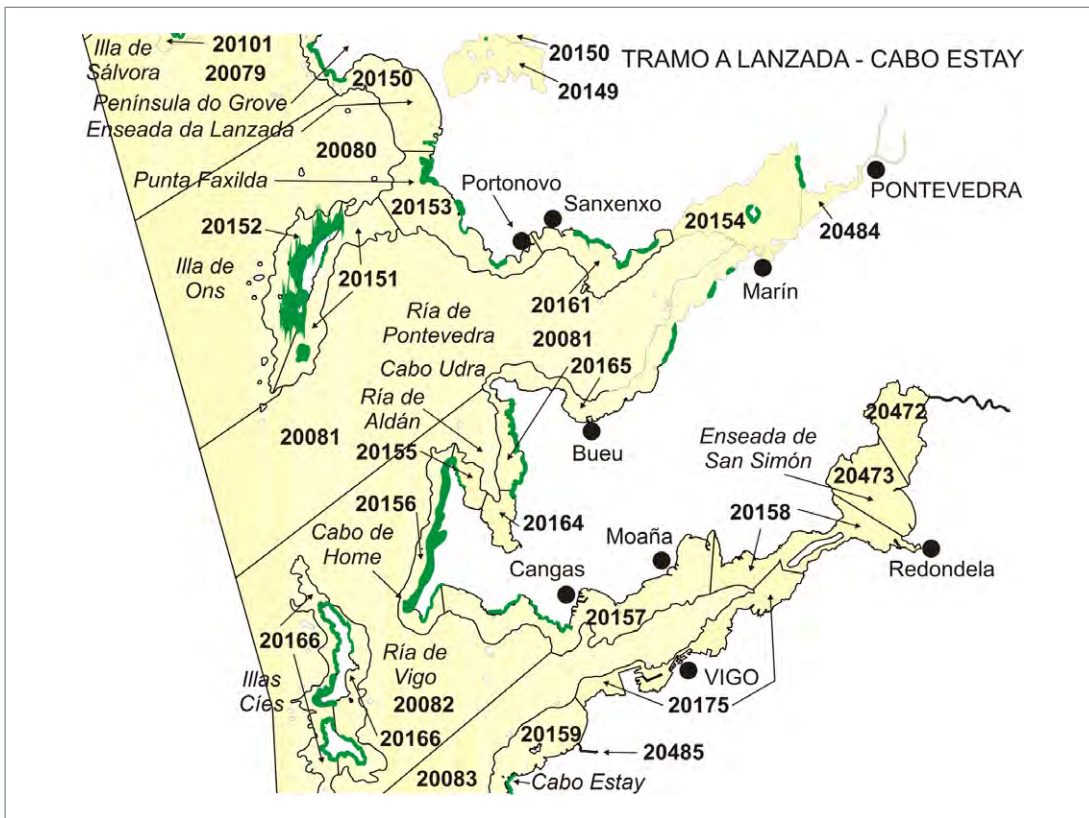 Illa de
Sálvora
20101
20079
20150
20149
TRAMO A LANZADA - CABO ESTAY
Península do Grove
Enseada da Lanzada
20150
20080
Punta Faxilda
20153
Portonovo
Sanxenxo
20154
PONTEVEDRA
20484
Marín
20152
Illa de
Ons
20151
20161
Ría de
Pontevedra
20081
Cabo Udra
20165
Ría de
Aldán
20081
20155
Bueu
20472
Enseada de
San Simón
20473
20156
20164
20158
Cabo de
Home
Moaña
Redondela
Cangas
20157
20166
Illas
Cies
Ría de
Vigo
20082
20166
VIGO
20175
20159
20485
20083
Cabo Estay